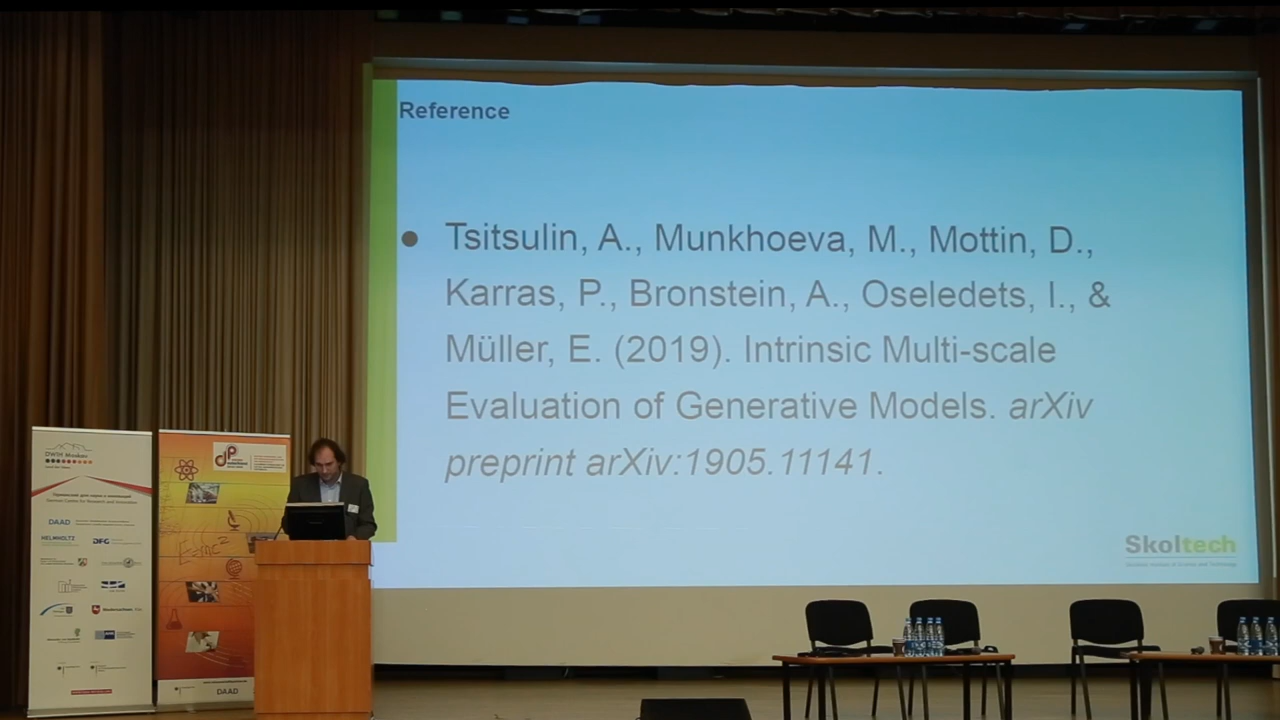 Reference
● Tsitsulin, A., Munkhoeva, M., Mottin, D.,
Karras, P., Bronstein, A., Oseledets, I., &
Müller, E. (2019). Intrinsic Multi-scale
Evaluation of Generative Models. arXiv
preprint arXiv:1905.11141.
Skoltech
DWIH Moskau
DAAD
HELMHOLTZ
DFG
E=mc²
DAAD